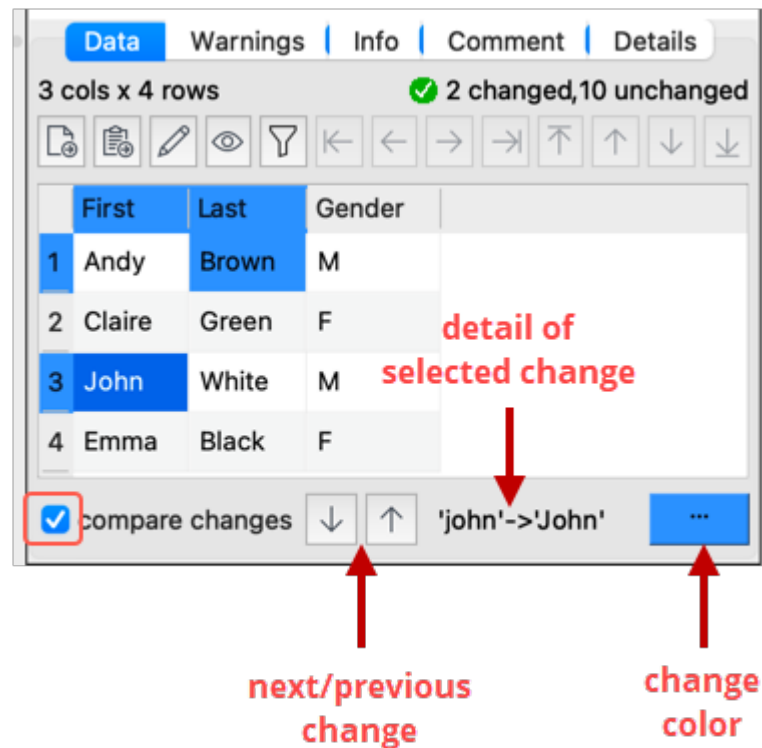 Data Warnings Info Comment Details
3 cols x 4 rows 2 changed,10 unchanged
First Last Gender
1 Andy Brown M
2 Claire Green F
3 John White M
4 Emma Black F
detail of
selected change
compare changes 'john'->'John' ...
next/previous
change
change
color